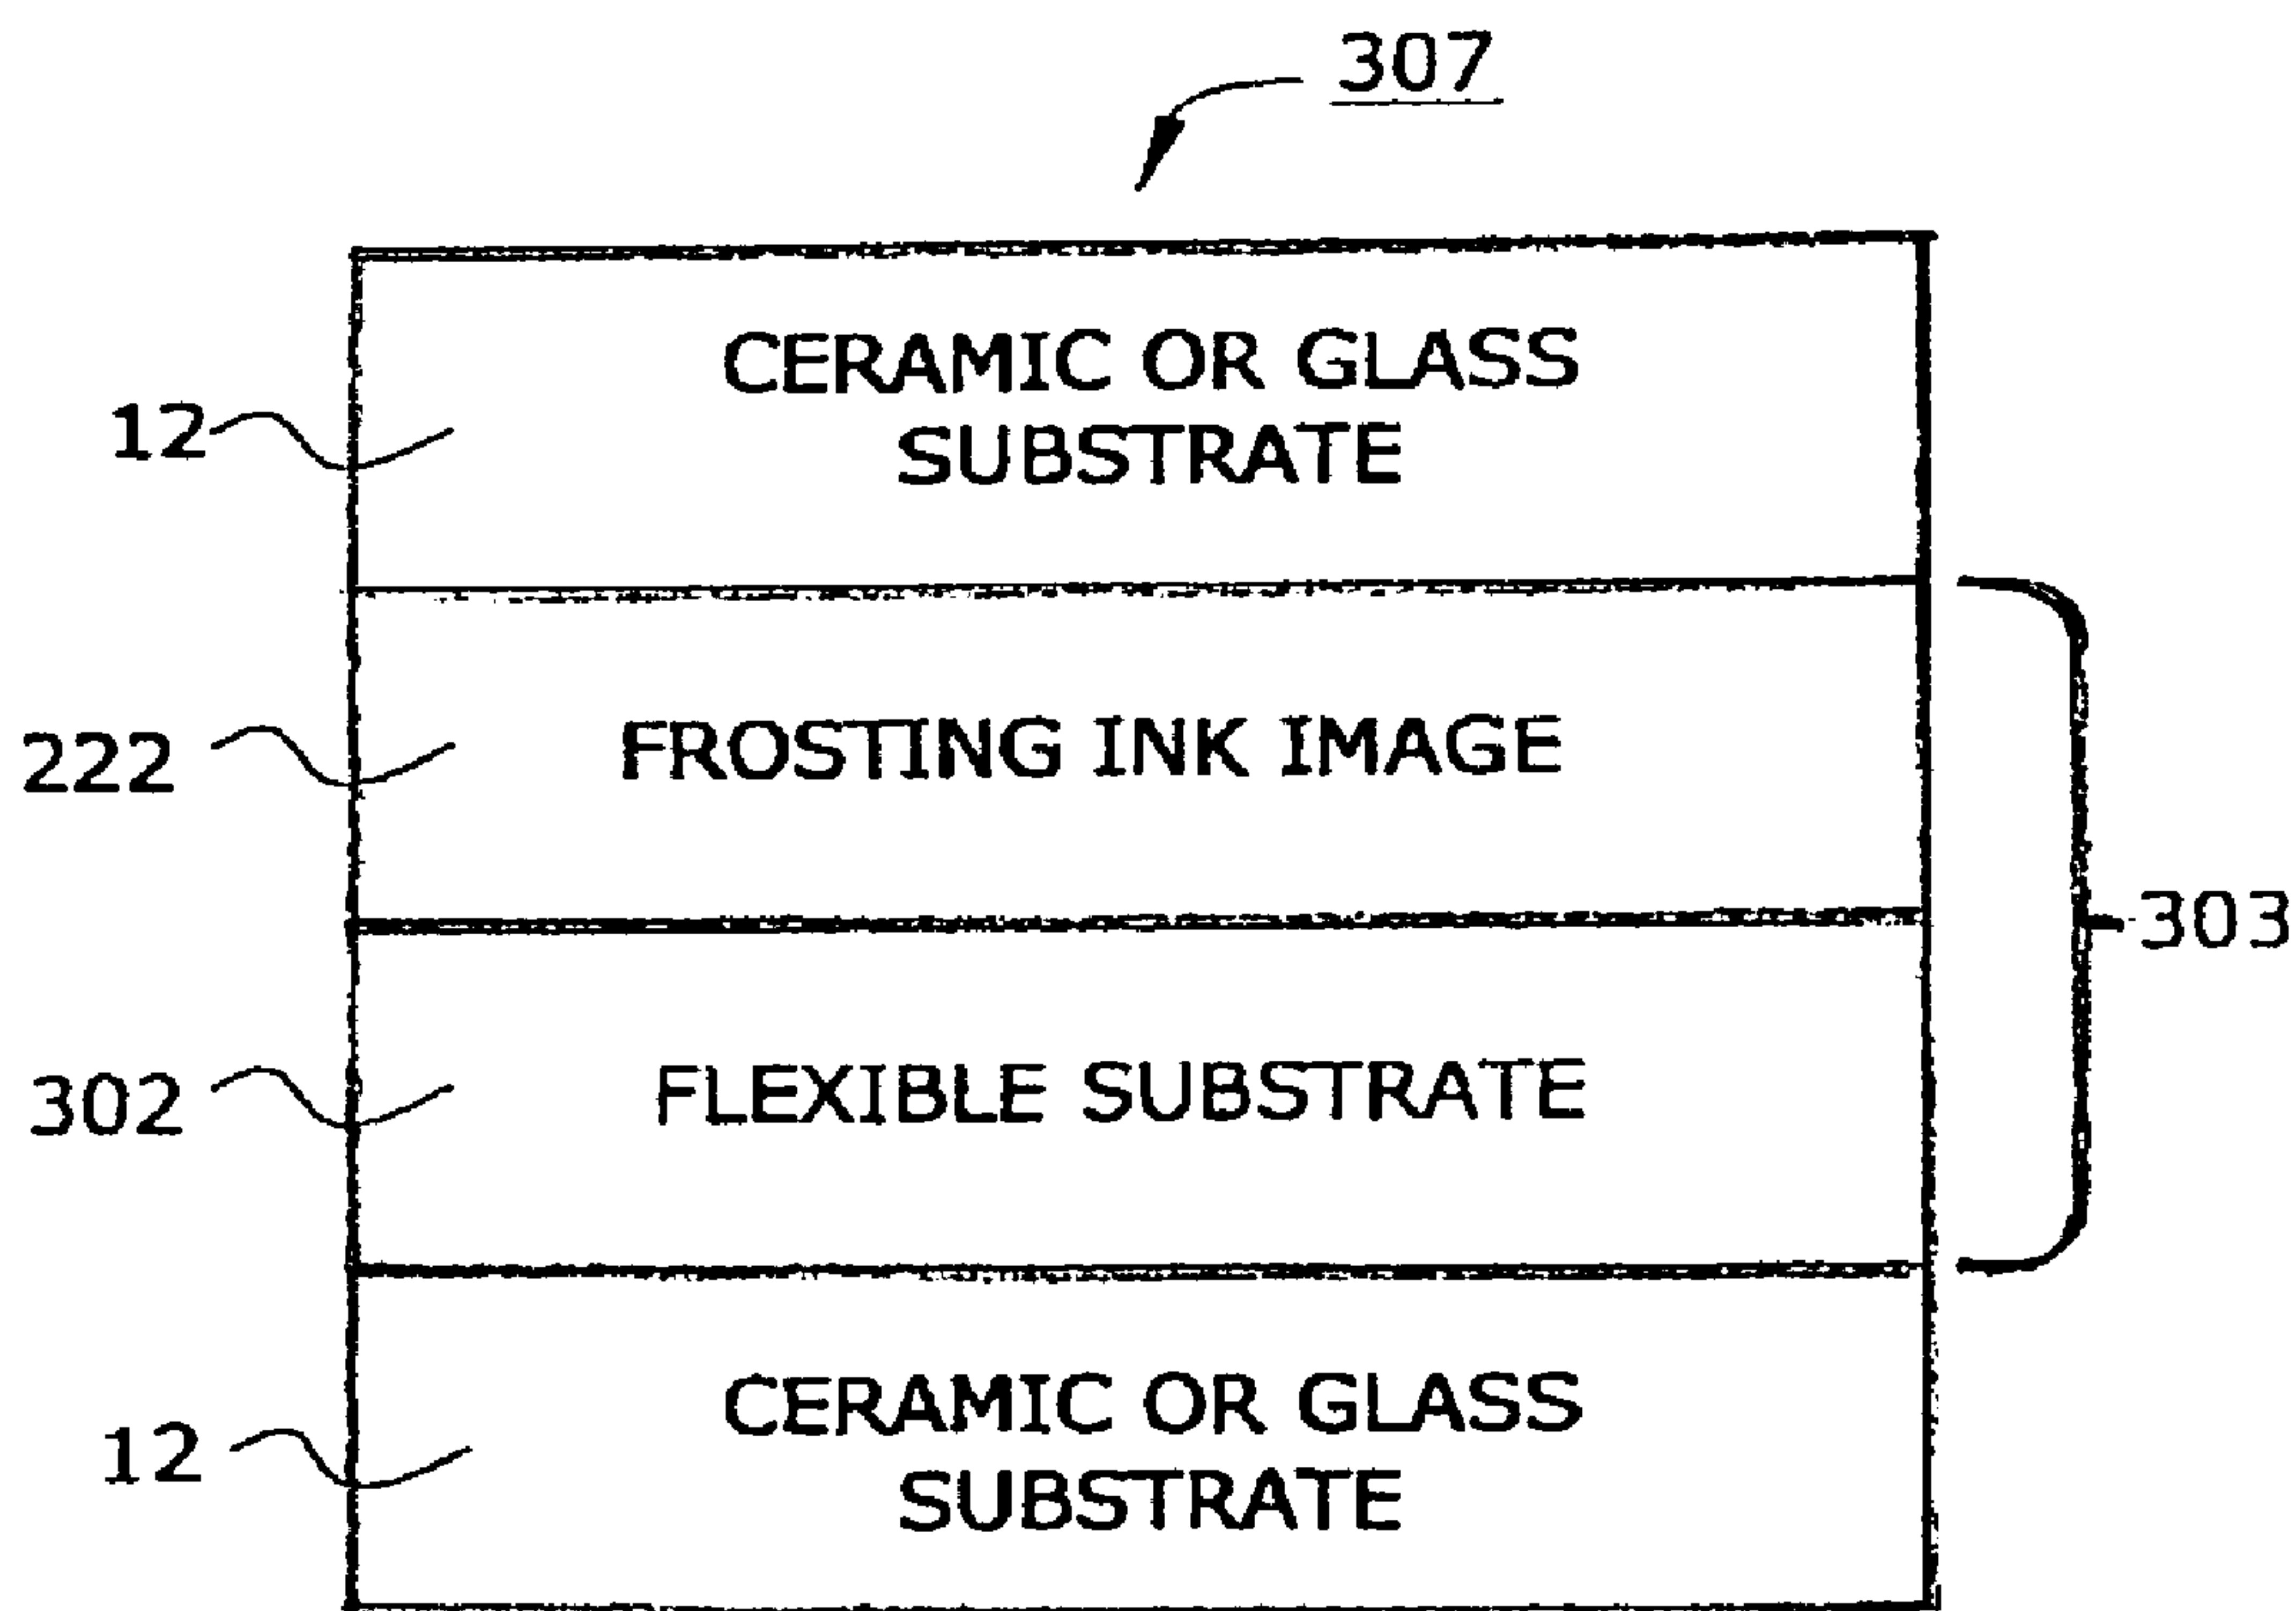 307
CERAMIC OR GLASS
SUBSTRATE
12
FROSTING INK IMAGE
222
303
FLEXIBLE SUBSTRATE
302
CERAMIC OR GLASS
SUBSTRATE
12